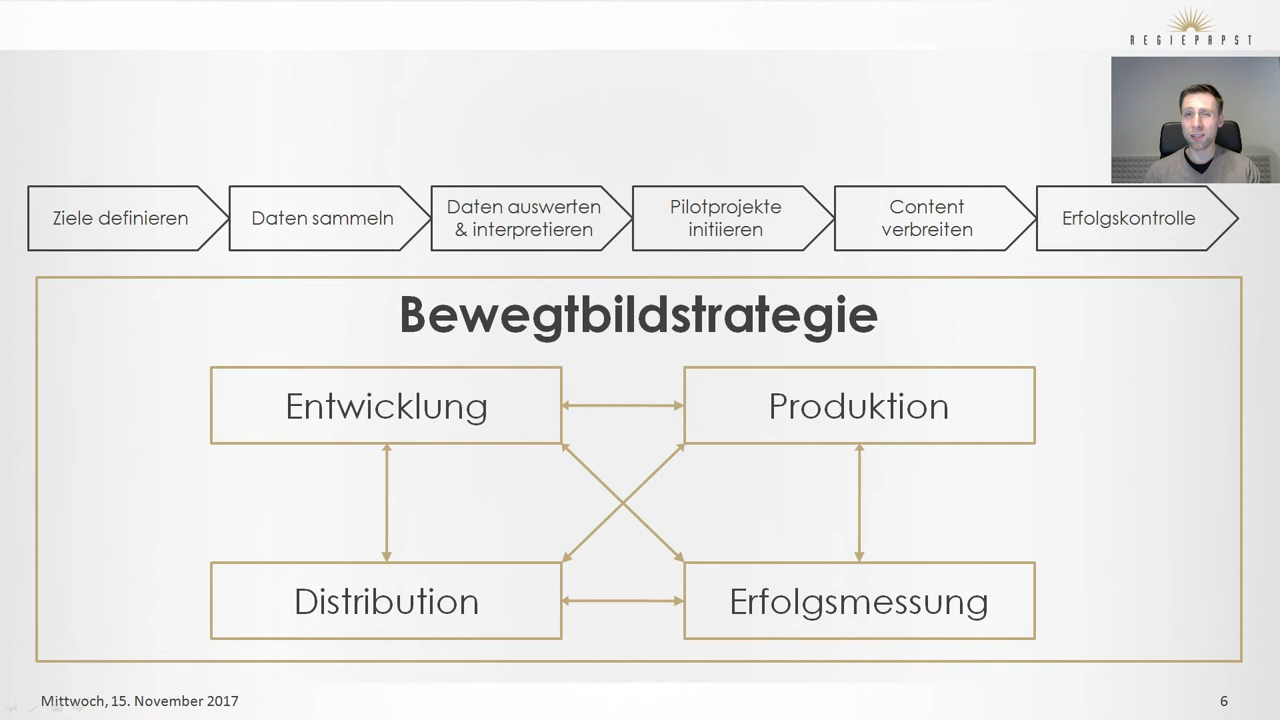 REGIEPAPST
Ziele definieren
Daten sammeln
Daten auswerten
& interpretieren
Pilotprojekte
initiieren
Content
verbreiten
Erfolgskontrolle
Bewegtbildstrategie
Entwicklung
Produktion
Distribution
Erfolgsmessung
Mittwoch, 15. November 2017
6